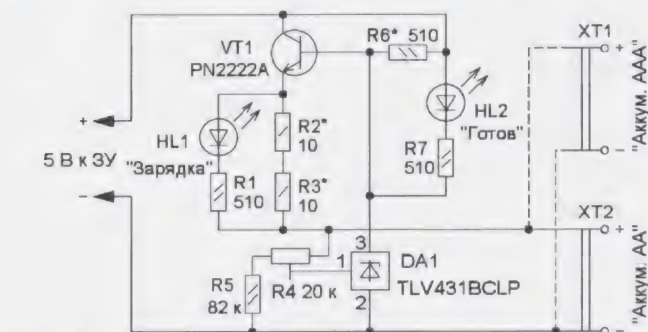 VT1
PN2222A
R6* 510
XT1
+
"Аккум. ААА"
−
HL2
"Готов"
+
5 В к ЗУ
−
HL1
"Зарядка"
R2*
10
R7
510
R1
510
R3*
10
XT2
+
"Аккум. АА"
−
3
1
2
DA1
TLV431BCLP
R5
82 к
R4 20 к